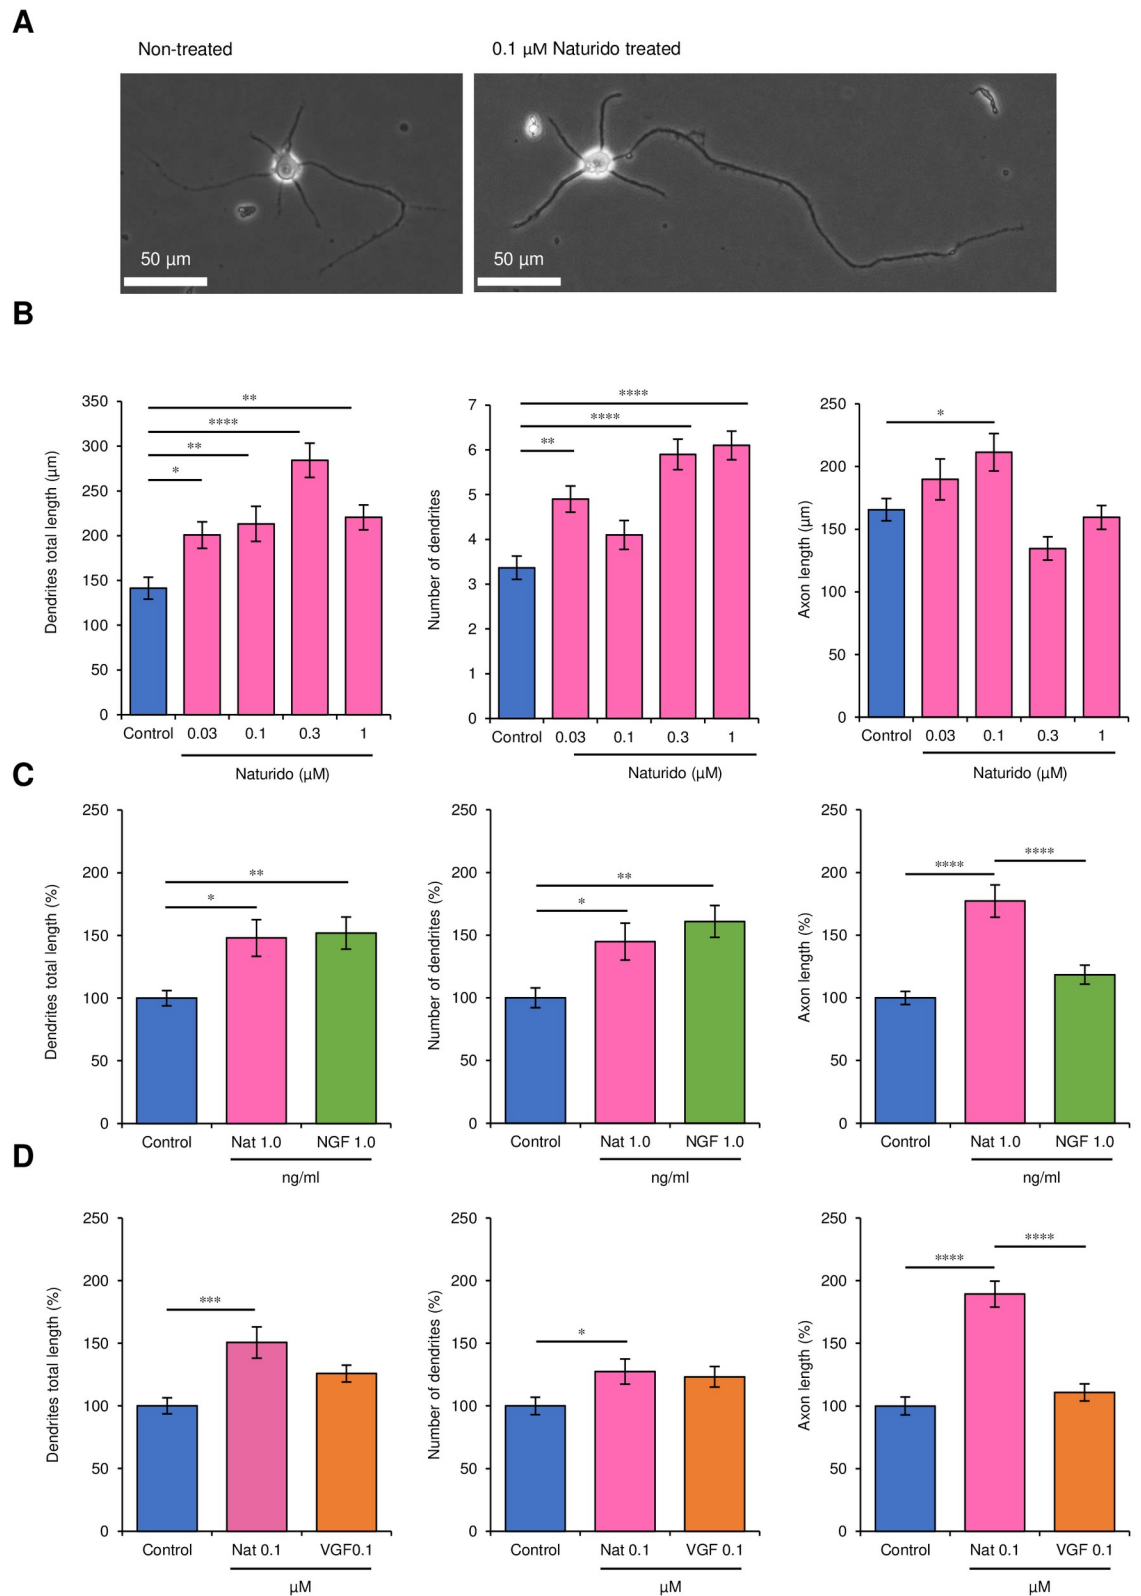 A
Non-treated
0.1 µM Naturido treated
50 µm
50 µm
B
Dendrites total length (µm)
350
300
250
200
150
100
50
0
**
****
**
*
Control 0.03 0.1 0.3 1
Naturido (µM)
Number of dendrites
7
6
5
4
3
2
1
0
****
****
**
Control 0.03 0.1 0.3 1
Naturido (µM)
Axon length (µm)
250
200
150
100
50
0
*
Control 0.03 0.1 0.3 1
Naturido (µM)
C
Dendrites total length (%)
250
200
150
100
50
0
**
*
Control Nat 1.0 NGF 1.0
ng/ml
Number of dendrites (%)
250
200
150
100
50
0
**
*
Control Nat 1.0 NGF 1.0
ng/ml
Axon length (%)
250
200
150
100
50
0
****
****
Control Nat 1.0 NGF 1.0
ng/ml
D
Dendrites total length (%)
250
200
150
100
50
0
***
Control Nat 0.1 VGF0.1
µM
Number of dendrites (%)
250
200
150
100
50
0
*
Control Nat 0.1 VGF 0.1
µM
Axon length (%)
250
200
150
100
50
0
****
****
Control Nat 0.1 VGF 0.1
µM